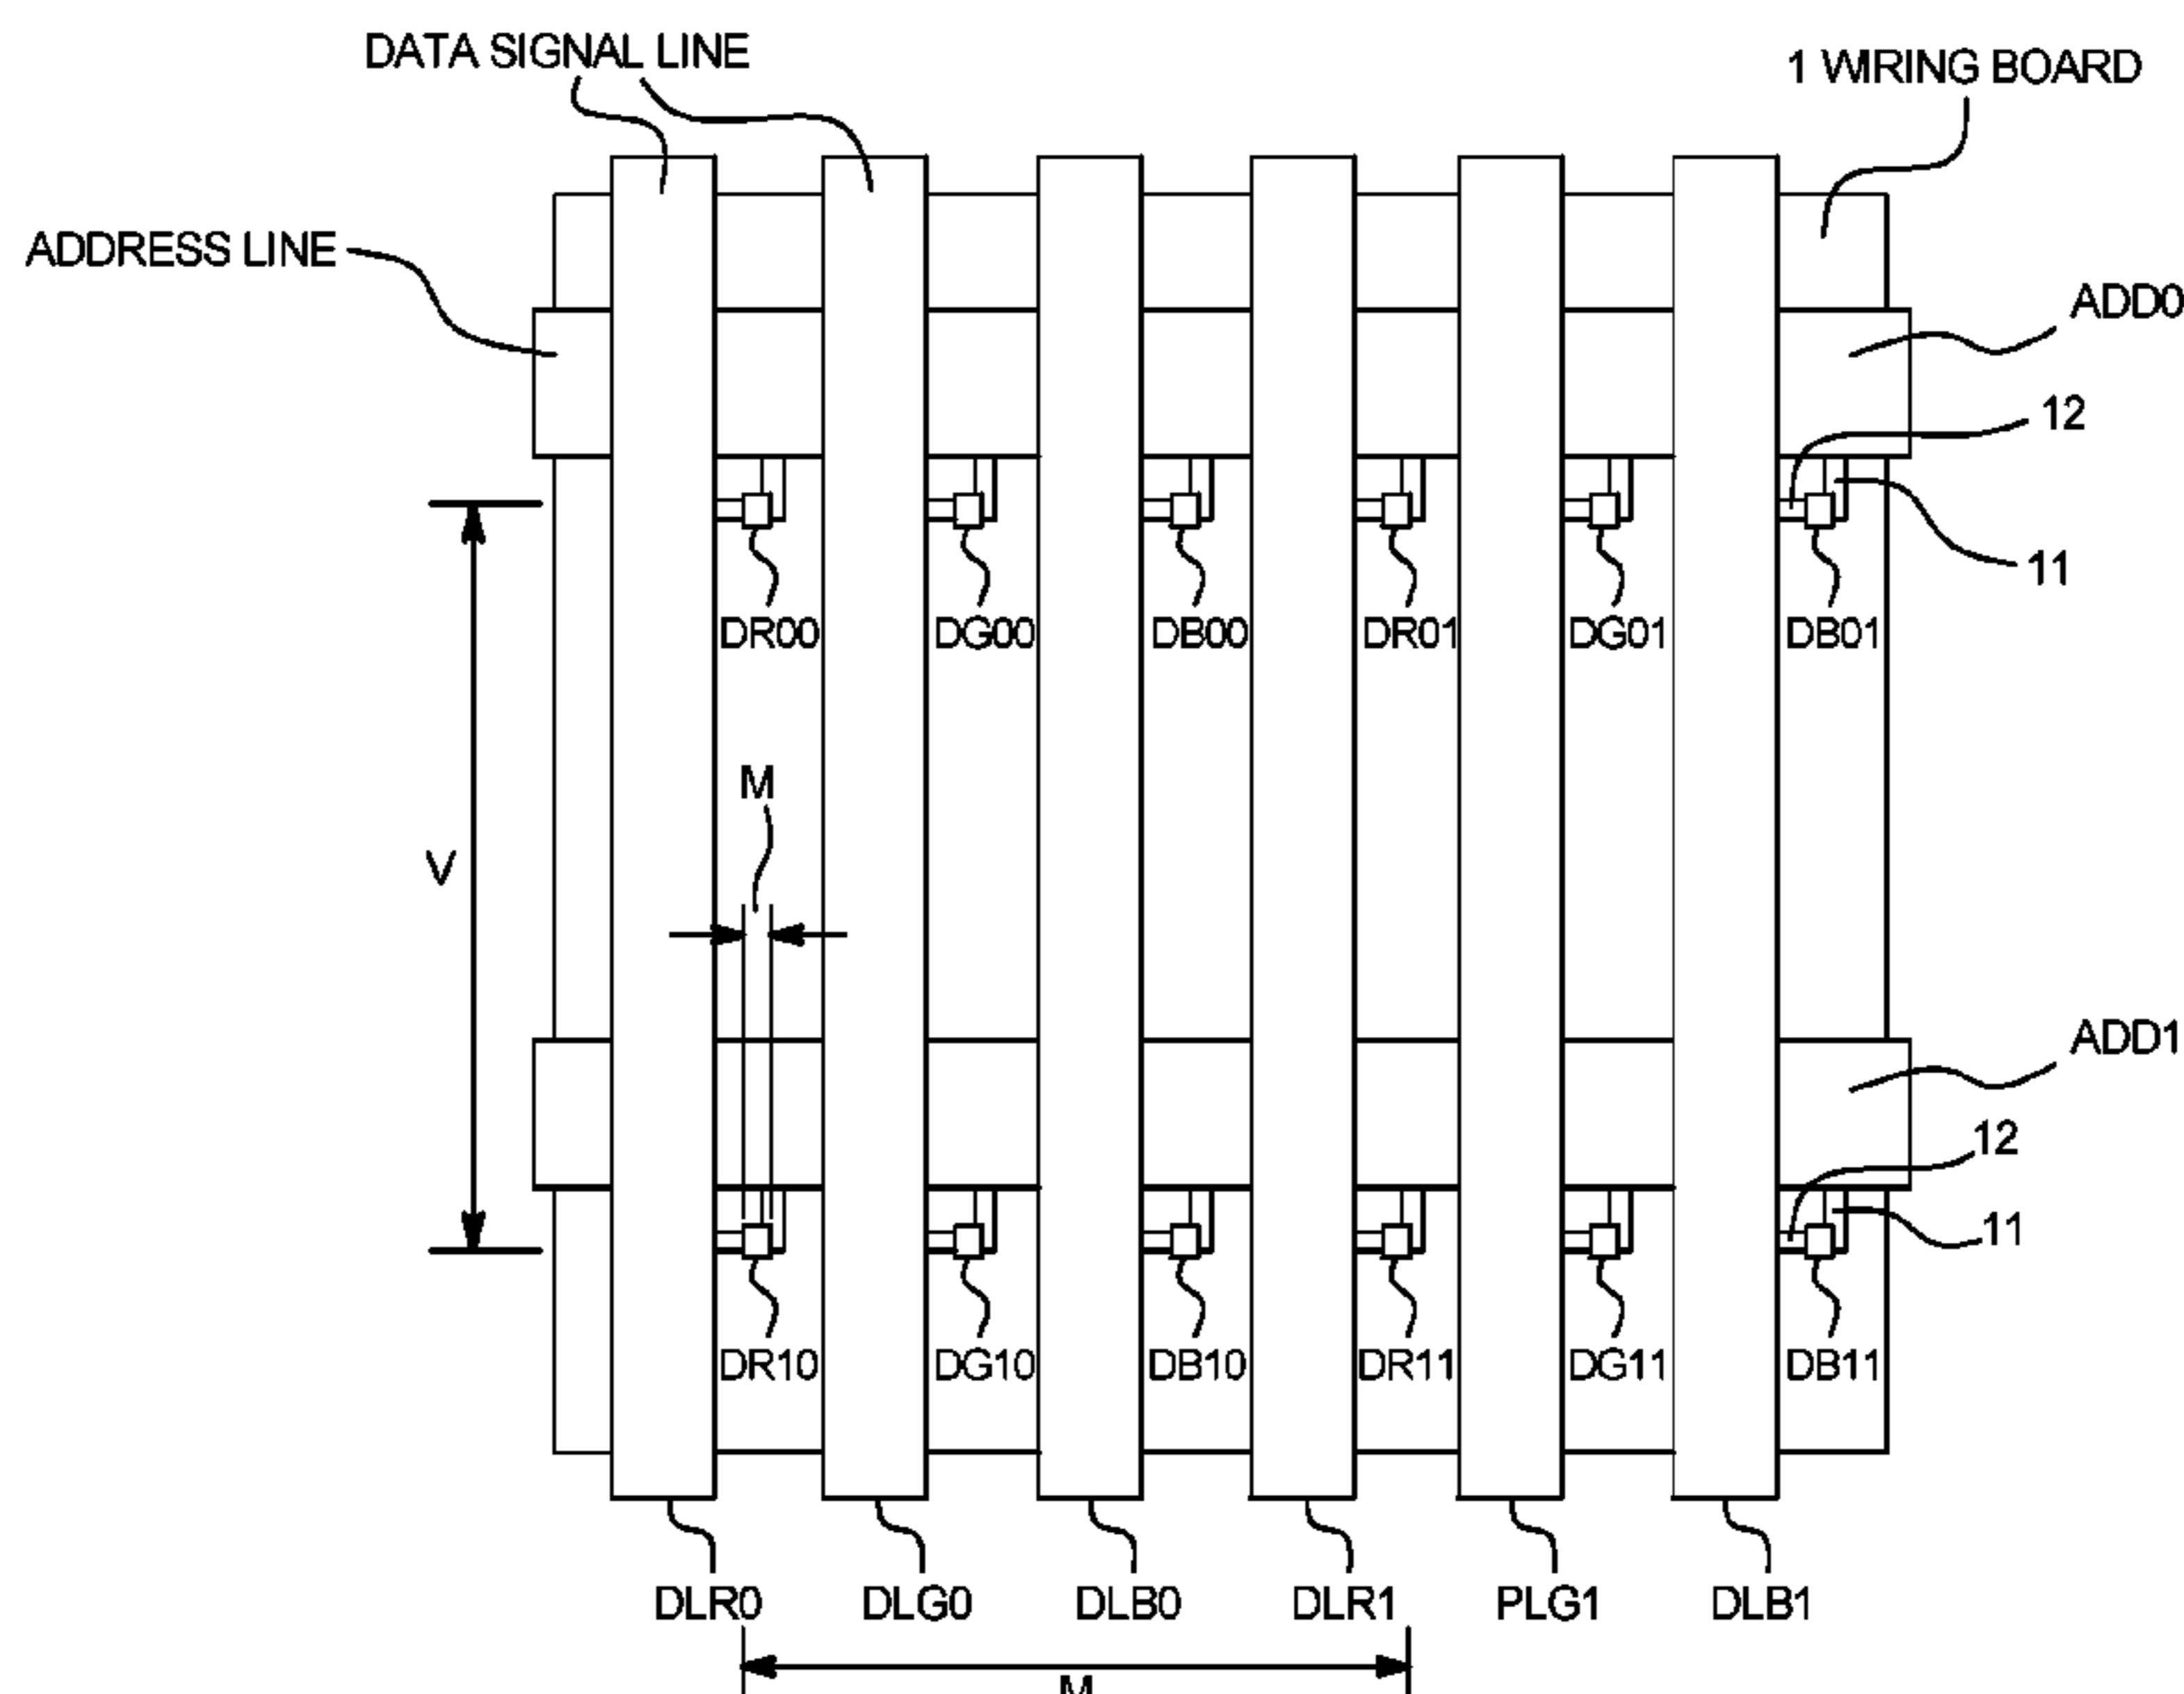 DATA SIGNAL LINE
1 WIRING BOARD
ADDRESS LINE
ADD0
12
11
DR00 DG00 DB00 DR01 DG01 DB01
M
V
ADD1
12
11
DR10 DG10 DB10 DR11 DG11 DB11
DLR0 DLG0 DLB0 DLR1 PLG1 DLB1
M